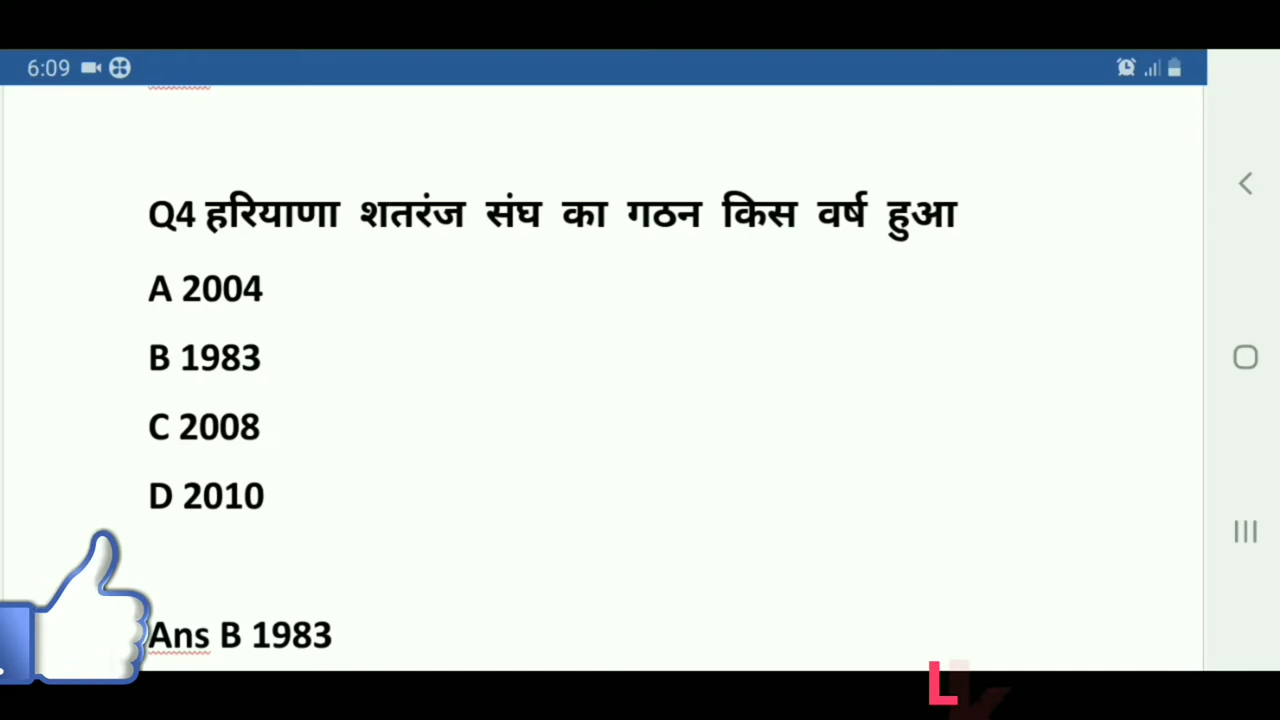 6:09
Q4 हरियाणा शतरंज संघ का गठन किस वर्ष हुआ
A 2004
B 1983
C 2008
D 2010
Ans B 1983
L